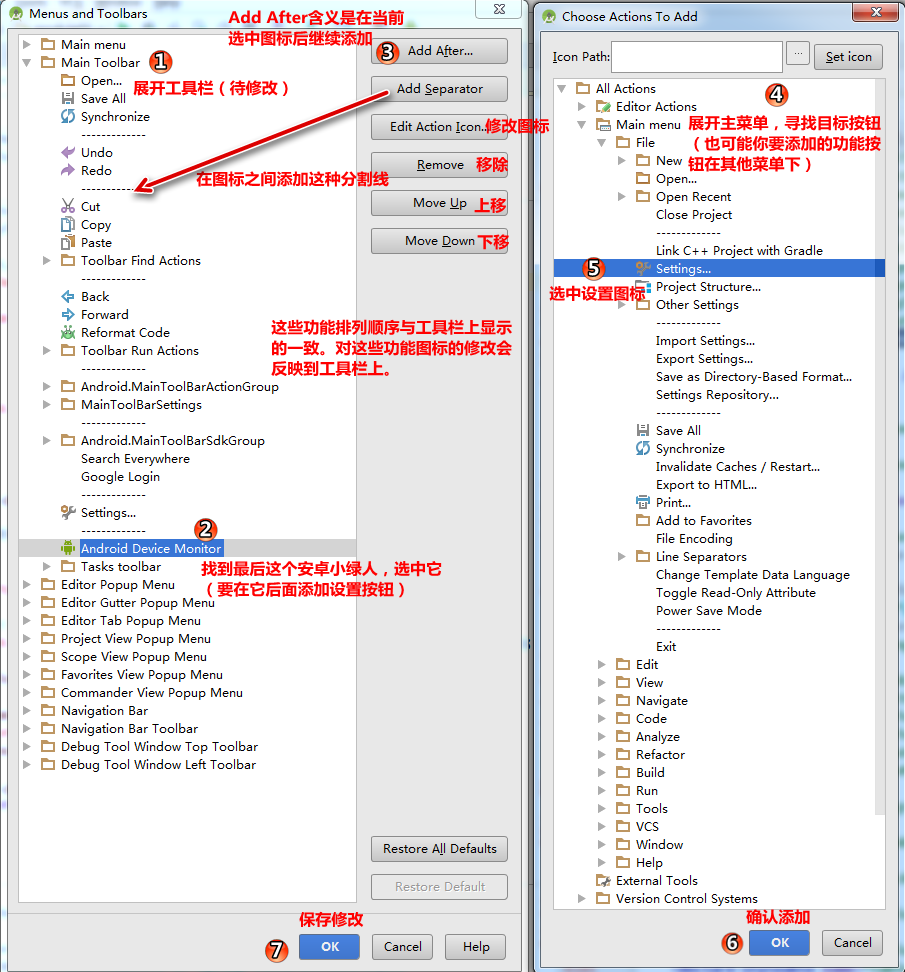 Menus and Toolbars
Add After含义是在当前
选中图标后继续添加
Main menu
Main Toolbar
1
Open...
展开工具栏（待修改）
Save All
Synchronize
-------------
Undo
Redo
-------------
在图标之间添加这种分割线
Cut
Copy
Paste
Toolbar Find Actions
-------------
Back
Forward
Reformat Code
Toolbar Run Actions
-------------
这些功能排列顺序与工具栏上显示
的一致。对这些功能图标的修改会
反映到工具栏上。
Android.MainToolBarActionGroup
MainToolBarSettings
-------------
Android.MainToolBarSdkGroup
Search Everywhere
Google Login
-------------
Settings...
-------------
2
Android Device Monitor
找到最后这个安卓小绿人，选中它
（要在它后面添加设置按钮）
Tasks toolbar
Editor Popup Menu
Editor Gutter Popup Menu
Editor Tab Popup Menu
Project View Popup Menu
Scope View Popup Menu
Favorites View Popup Menu
Commander View Popup Menu
Navigation Bar
Navigation Bar Toolbar
Debug Tool Window Top Toolbar
Debug Tool Window Left Toolbar
3 Add After...
Add Separator
Edit Action Icon... 修改图标
Remove 移除
Move Up 上移
Move Down 下移
Restore All Defaults
Restore Default
保存修改
7 OK Cancel Help
Choose Actions To Add
Icon Path: ... Set icon
All Actions
4
Editor Actions
Main menu
展开主菜单，寻找目标按钮
（也可能你要添加的功能按
钮在其他菜单下）
File
New
Open...
Open Recent
Close Project
-------------
Link C++ Project with Gradle
5 Settings...
选中设置图标
Project Structure...
Other Settings
-------------
Import Settings...
Export Settings...
Save as Directory-Based Format...
Settings Repository...
-------------
Save All
Synchronize
Invalidate Caches / Restart...
Export to HTML...
Print...
Add to Favorites
File Encoding
Line Separators
Change Template Data Language
Toggle Read-Only Attribute
Power Save Mode
-------------
Exit
Edit
View
Navigate
Code
Analyze
Refactor
Build
Run
Tools
VCS
Window
Help
External Tools
Version Control Systems
确认添加
6 OK Cancel